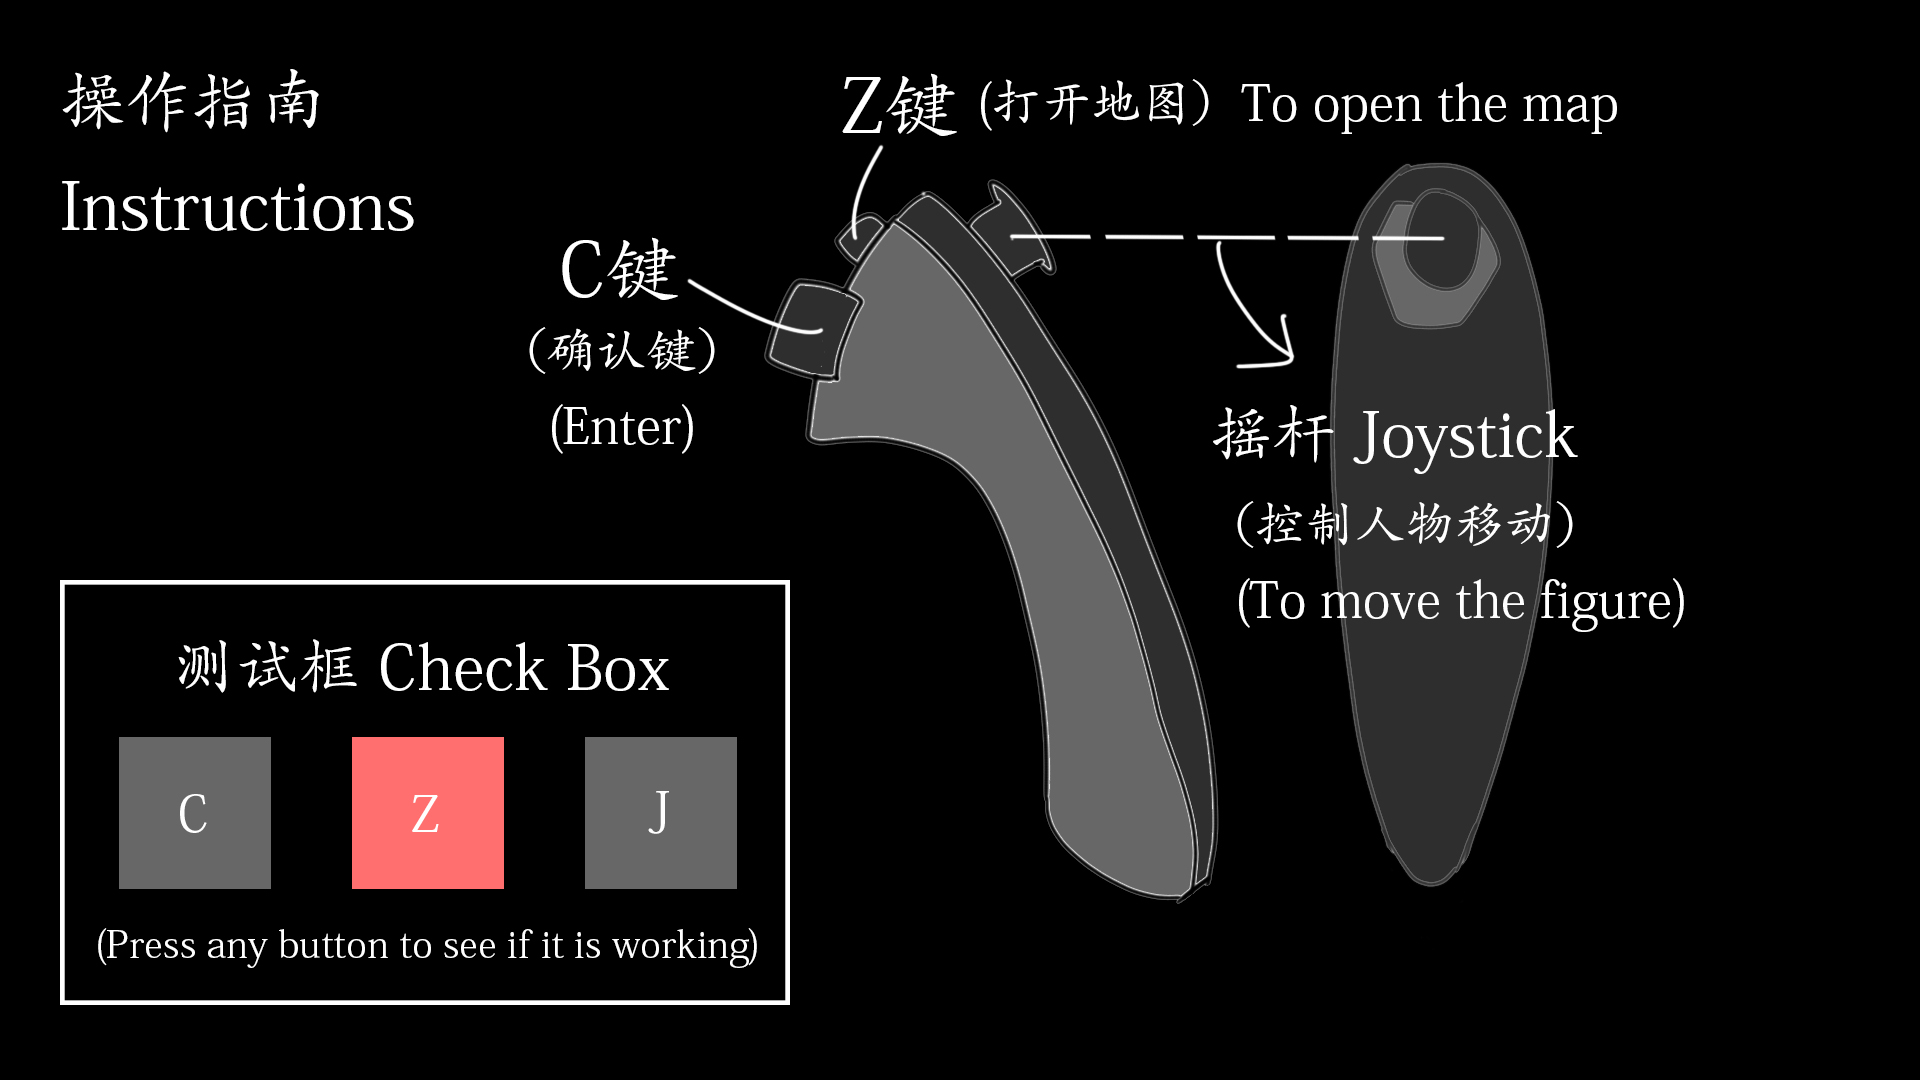 操作指南
Instructions
Z键 (打开地图）To open the map
C键
（确认键）
(Enter)
摇杆 Joystick
（控制人物移动）
(To move the figure)
测试框 Check Box
C
Z
J
(Press any button to see if it is working)